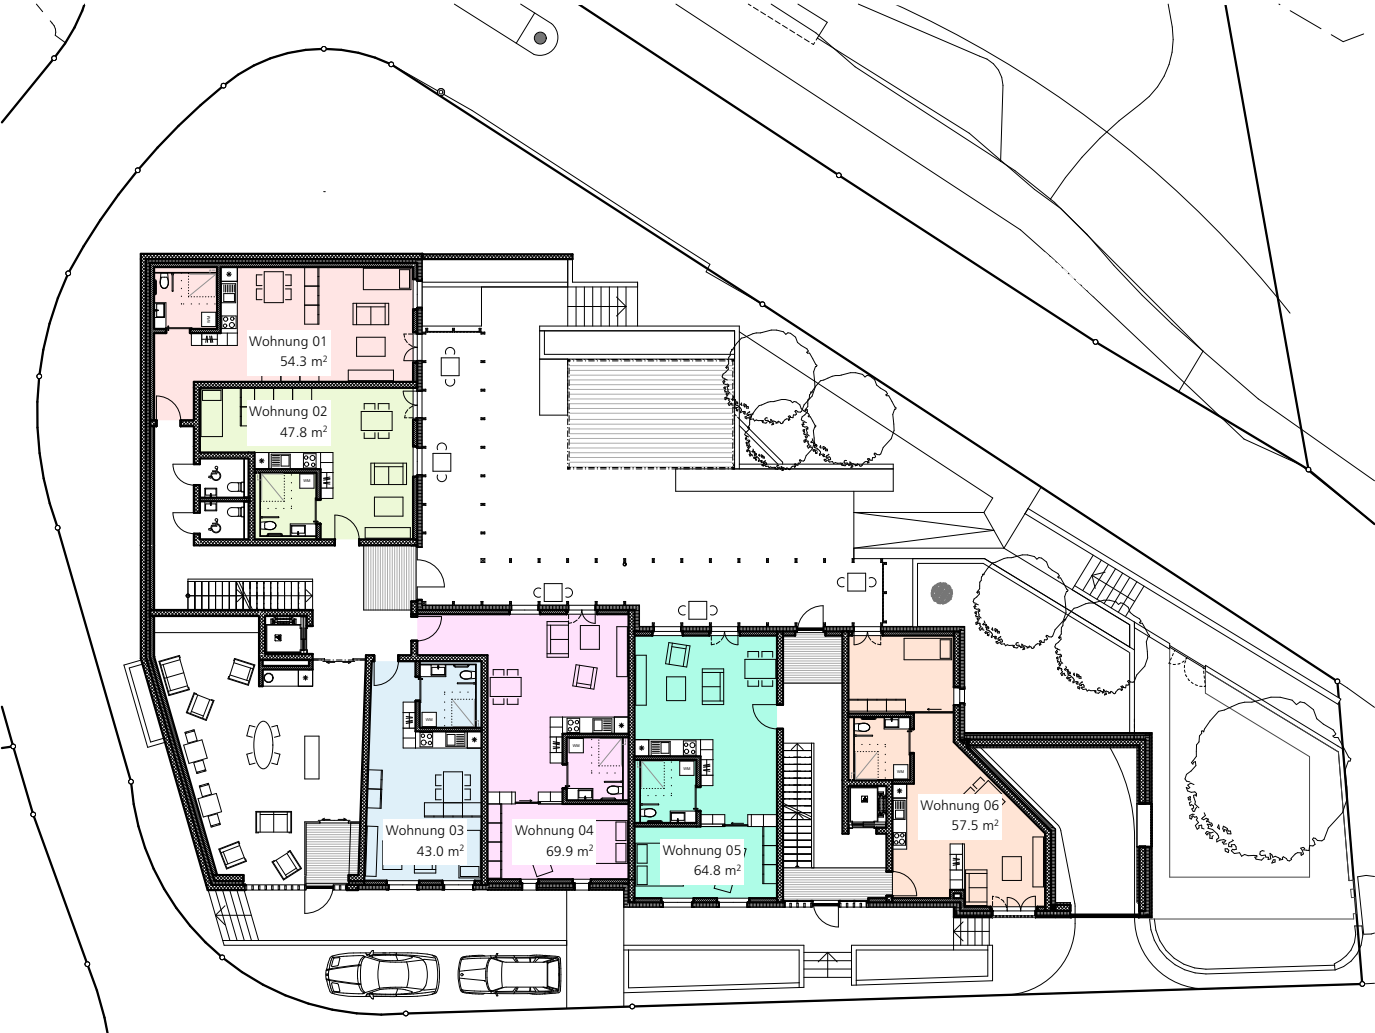 Wohnung 01
54.3 m²
Wohnung 02
47.8 m²
Wohnung 03
43.0 m²
Wohnung 04
69.9 m²
Wohnung 05
64.8 m²
Wohnung 06
57.5 m²